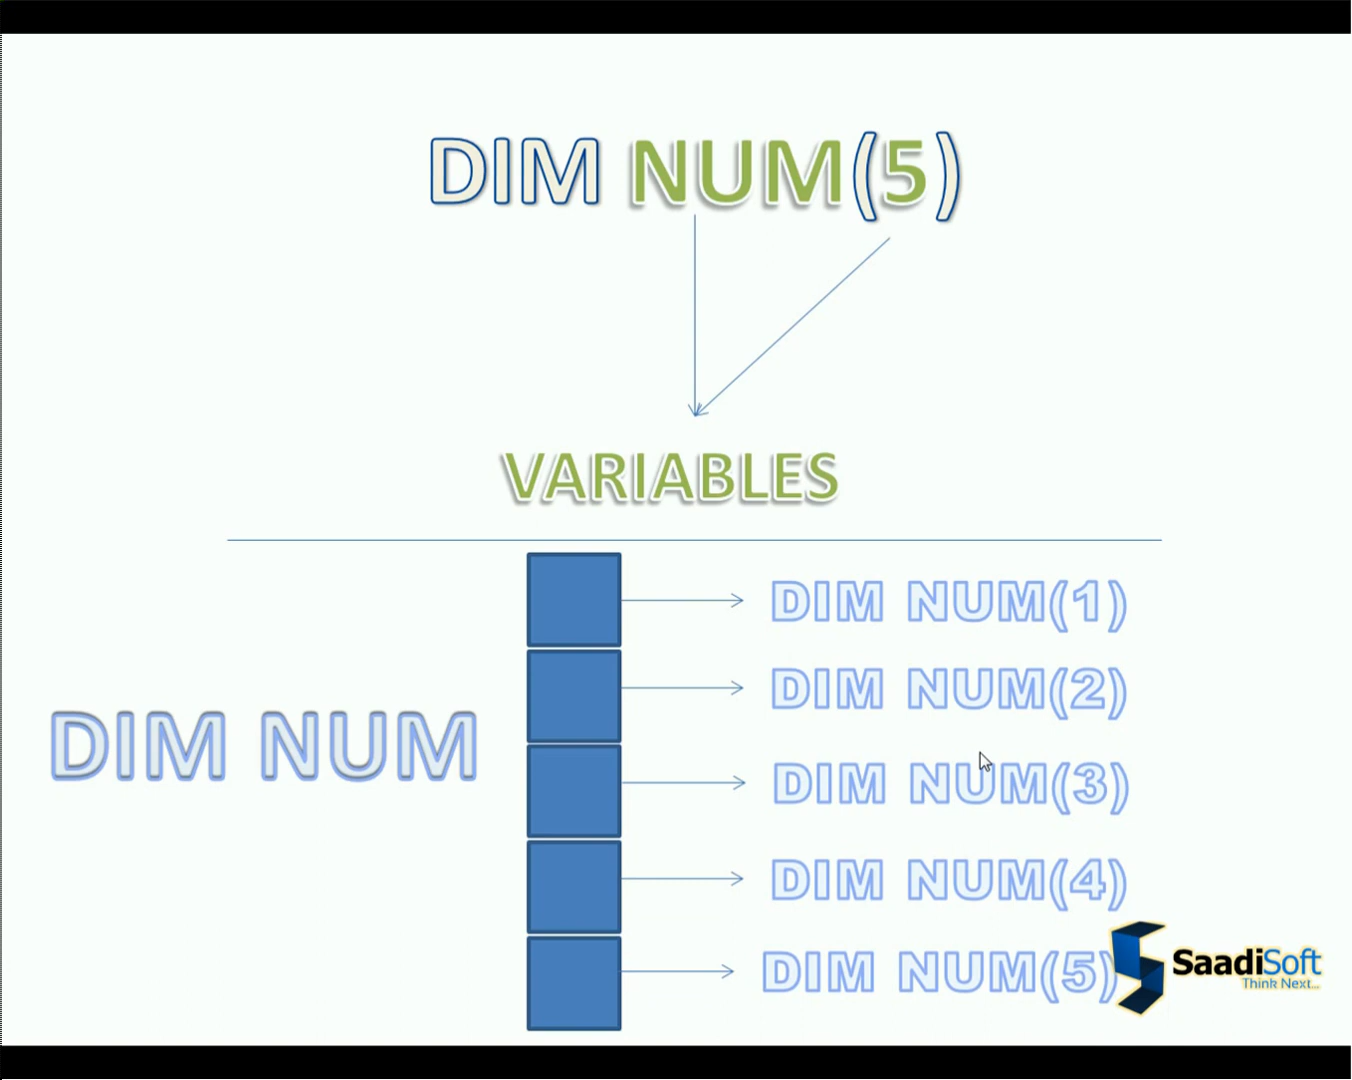 DIM NUM(5)
VARIABLES
DIM NUM(1)
DIM NUM(2)
DIM NUM
DIM NUM(3)
DIM NUM(4)
DIM NUM(5)
SaadiSoft
Think Next...